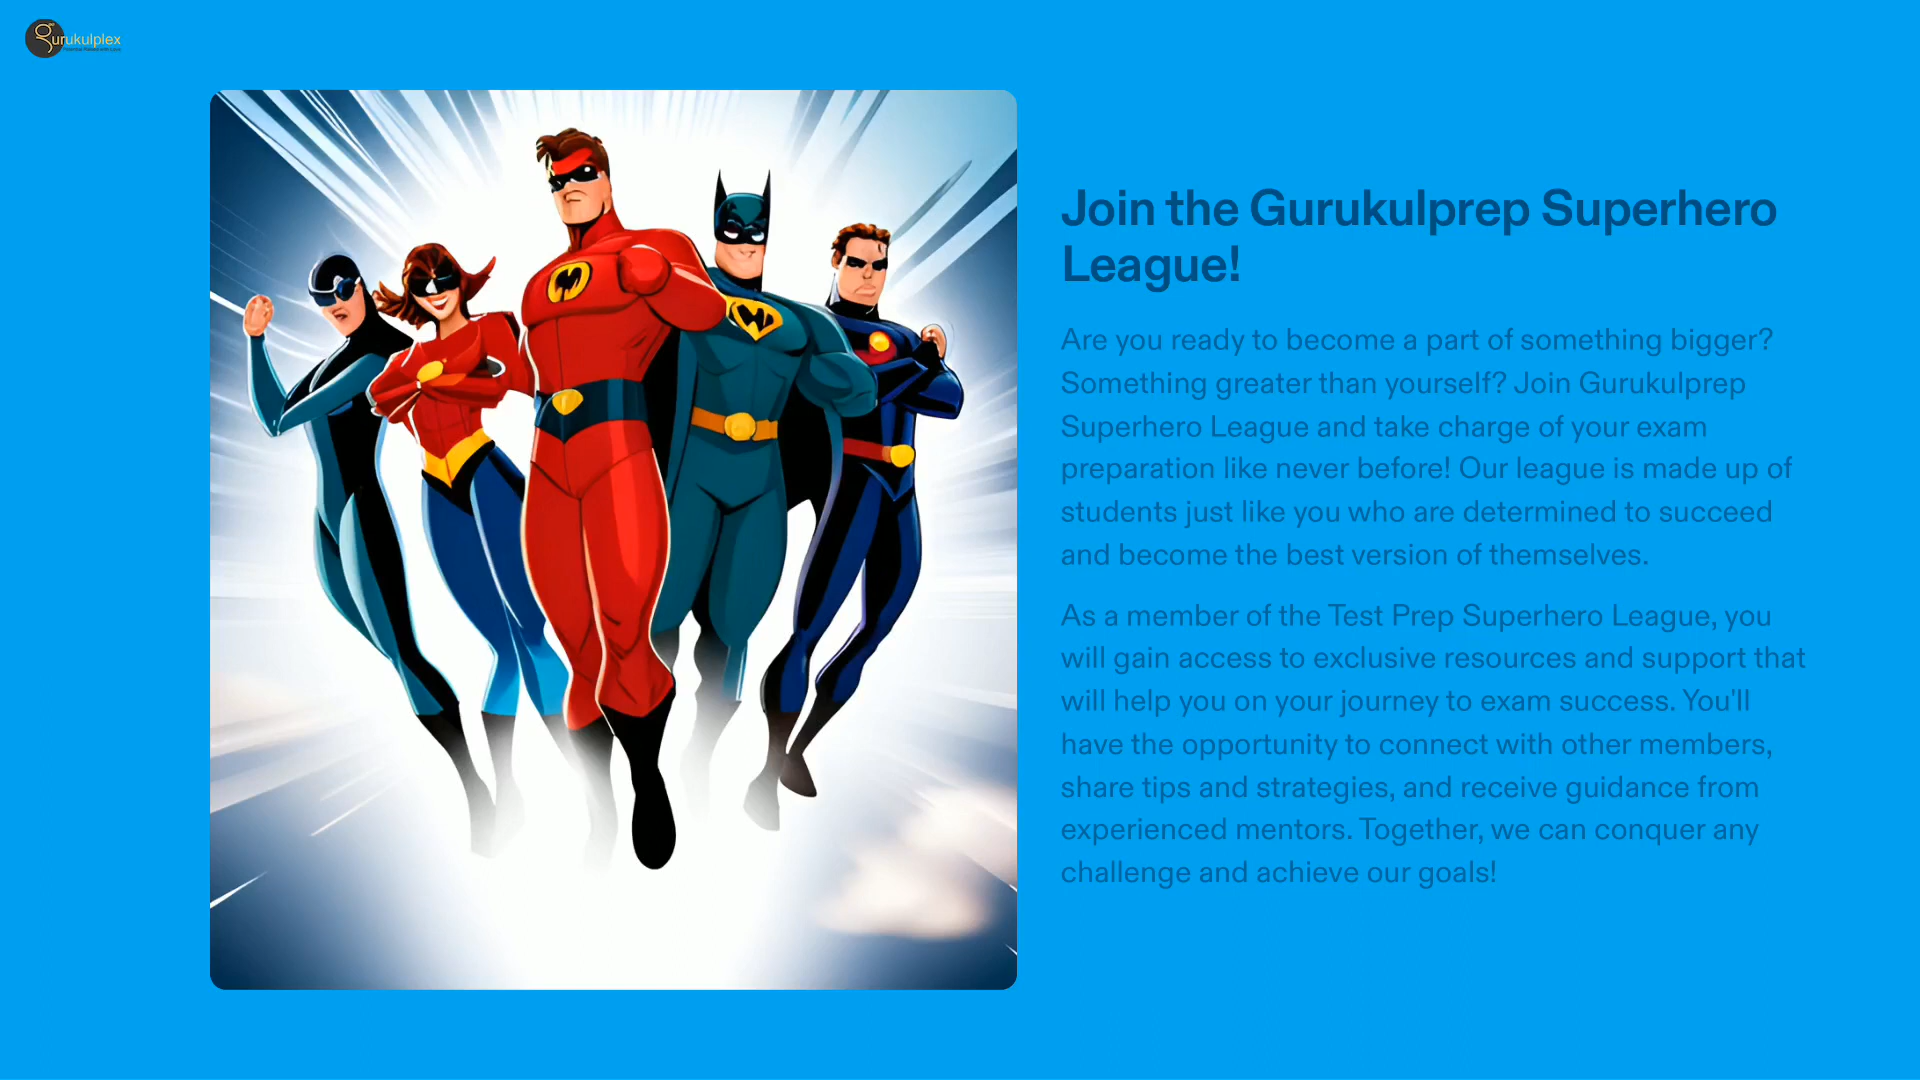 gurukulplex
Join the Gurukulprep Superhero
League!
Are you ready to become a part of something bigger?
Something greater than yourself? Join Gurukulprep
Superhero League and take charge of your exam
preparation like never before! Our league is made up of
students just like you who are determined to succeed
and become the best version of themselves.
As a member of the Test Prep Superhero League, you
will gain access to exclusive resources and support that
will help you on your journey to exam success. You'll
have the opportunity to connect with other members,
share tips and strategies, and receive guidance from
experienced mentors. Together, we can conquer any
challenge and achieve our goals!